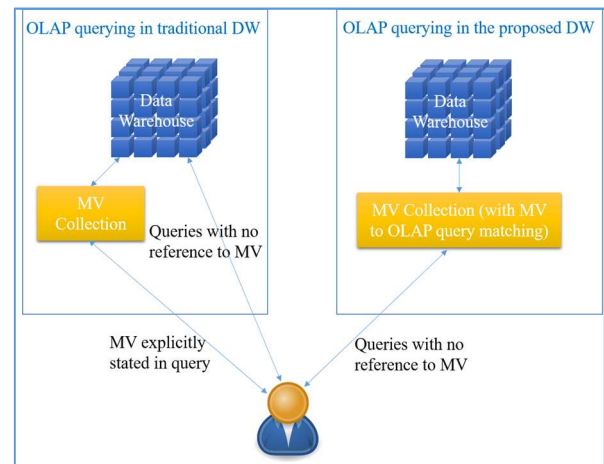 OLAP querying in traditional DW
Data
Warehouse
MV
Collection
Queries with no
reference to MV
MV explicitly
stated in query
OLAP querying in the proposed DW
Data
Warehouse
MV Collection (with MV
to OLAP query matching)
Queries with no
reference to MV